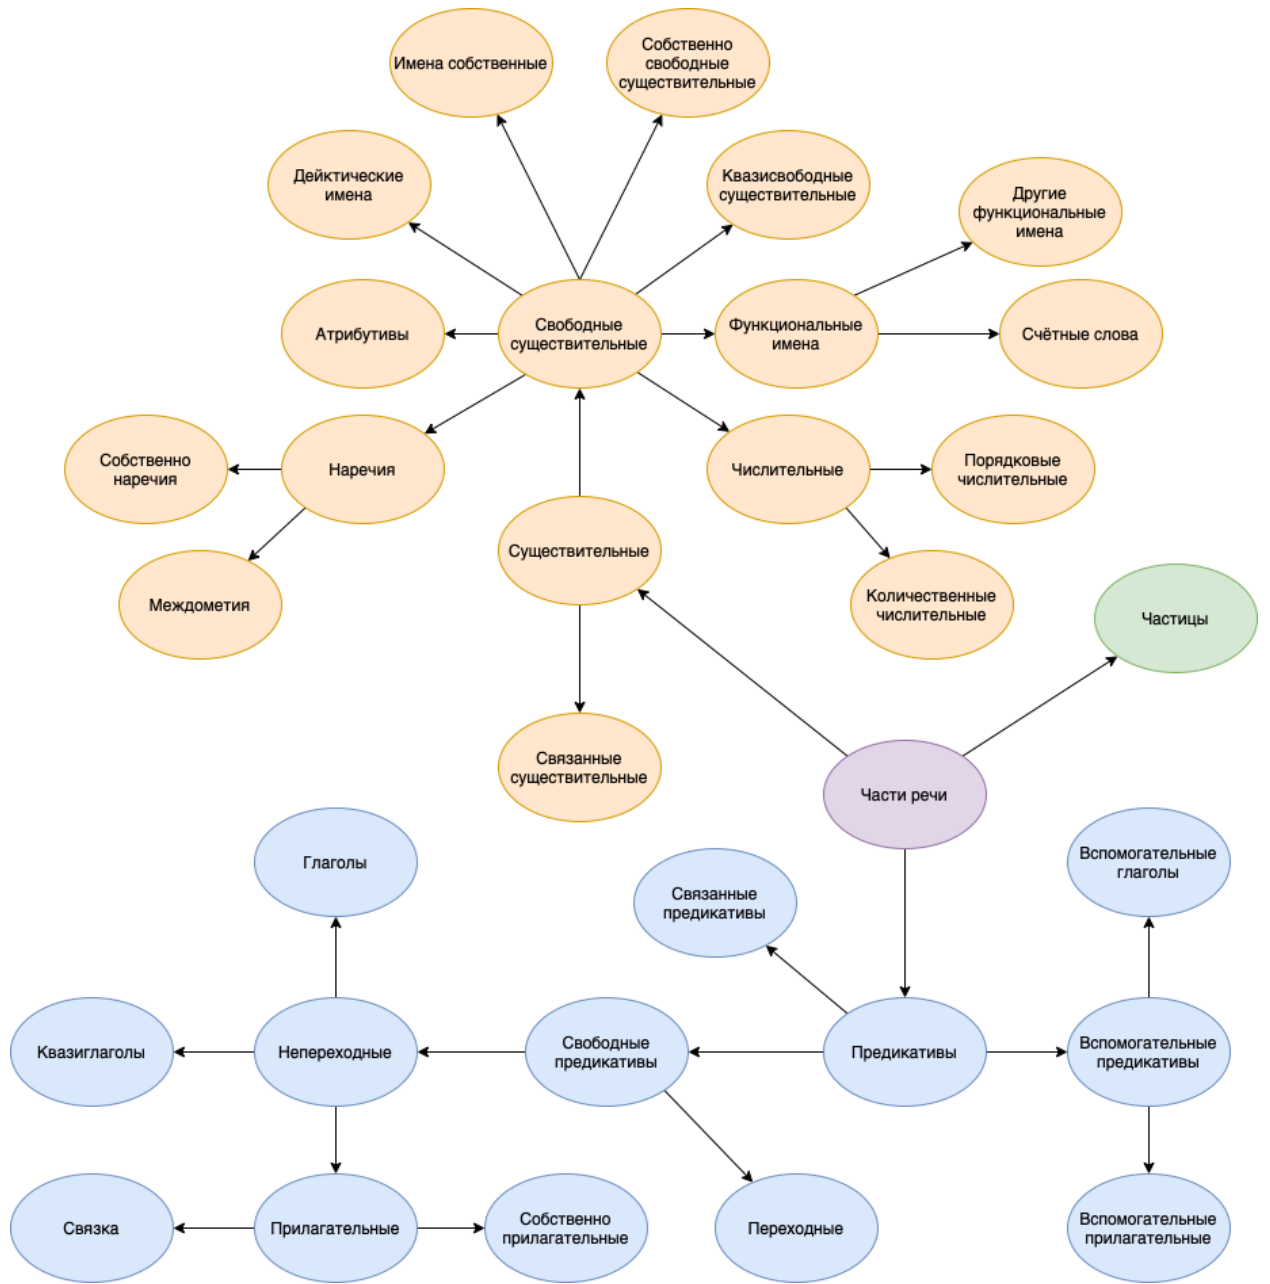 Имена собственные
Собственно
свободные
существительные
Дейктические
имена
Квазисвободные
существительные
Другие
функциональные
имена
Атрибутивы
Свободные
существительные
Функциональные
имена
Счётные слова
Собственно
наречия
Наречия
Числительные
Порядковые
числительные
Существительные
Междометия
Количественные
числительные
Частицы
Связанные
существительные
Части речи
Глаголы
Связанные
предикативы
Вспомогательные
глаголы
Квазиглаголы
Непереходные
Свободные
предикативы
Предикативы
Вспомогательные
предикативы
Связка
Прилагательные
Собственно
прилагательные
Переходные
Вспомогательные
прилагательные